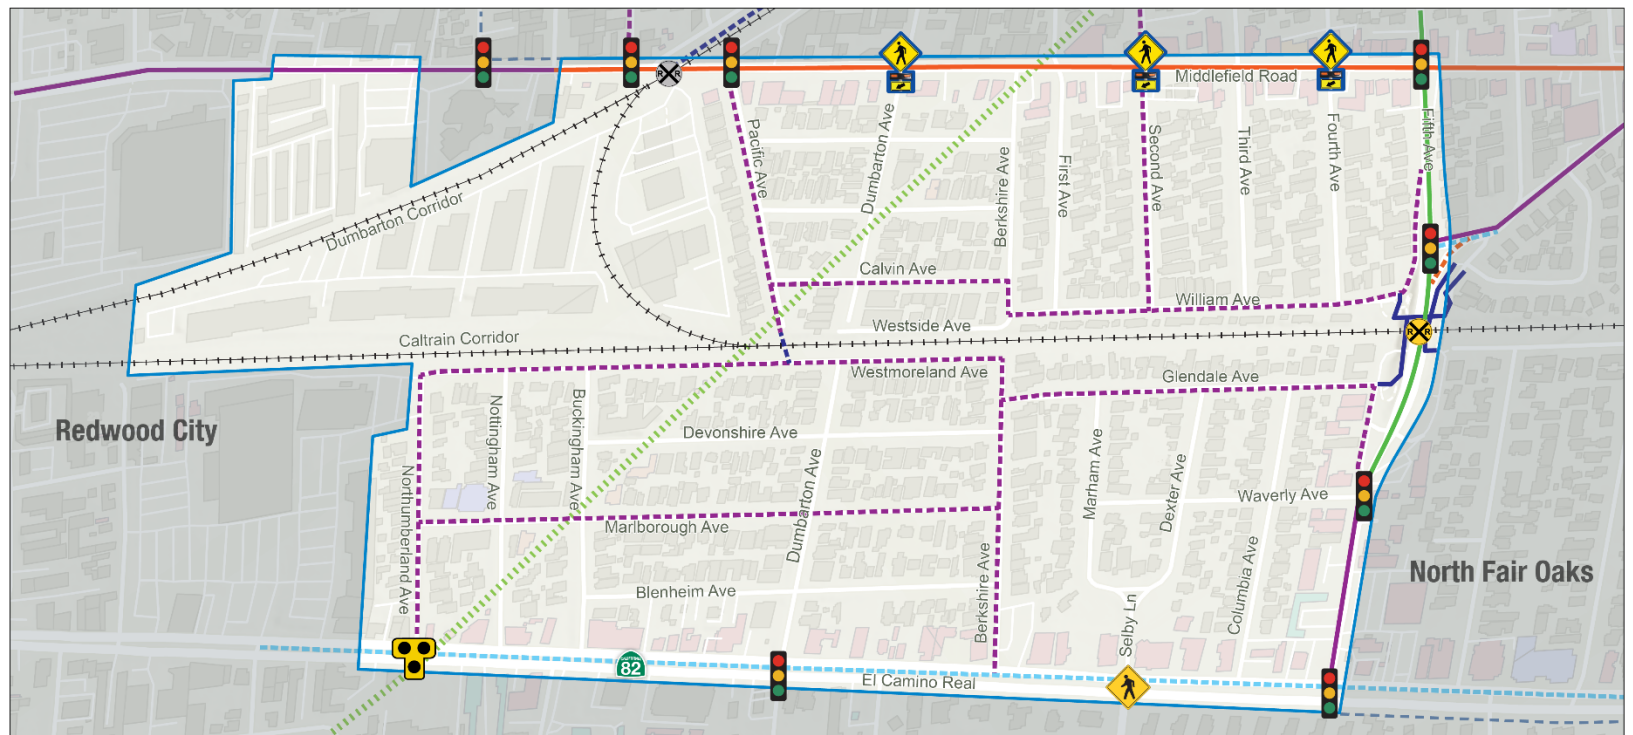 R R
Middlefield Road
Pacific Ave
Dumbarton Ave
Berkshire Ave
First Ave
Second Ave
Third Ave
Fourth Ave
Fifth Ave
Dumbarton Corridor
Calvin Ave
William Ave
Westside Ave
R R
Caltrain Corridor
Westmoreland Ave
Glendale Ave
Redwood City
Nottingham Ave
Buckingham Ave
Devonshire Ave
Northumberland Ave
Dumbarton Ave
Marham Ave
Dexter Ave
Waverly Ave
Marlborough Ave
Columbia Ave
North Fair Oaks
Blenheim Ave
Berkshire Ave
Selby Ln
82
El Camino Real